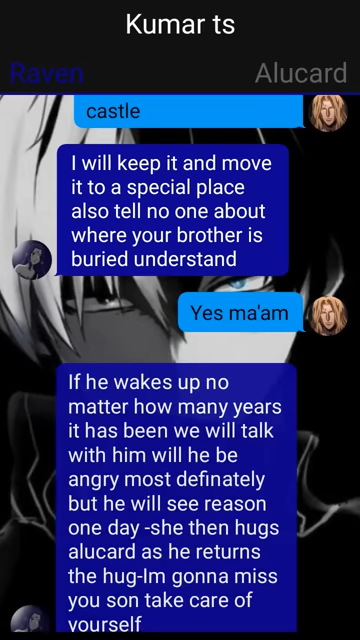 Kumar ts
Raven
Alucard
castle
I will keep it and move
it to a special place
also tell no one about
where your brother is
buried understand
Yes ma'am
If he wakes up no
matter how many years
it has been we will talk
with him will he be
angry most definately
but he will see reason
one day -she then hugs
alucard as he returns
the hug-Im gonna miss
you son take care of
yourself